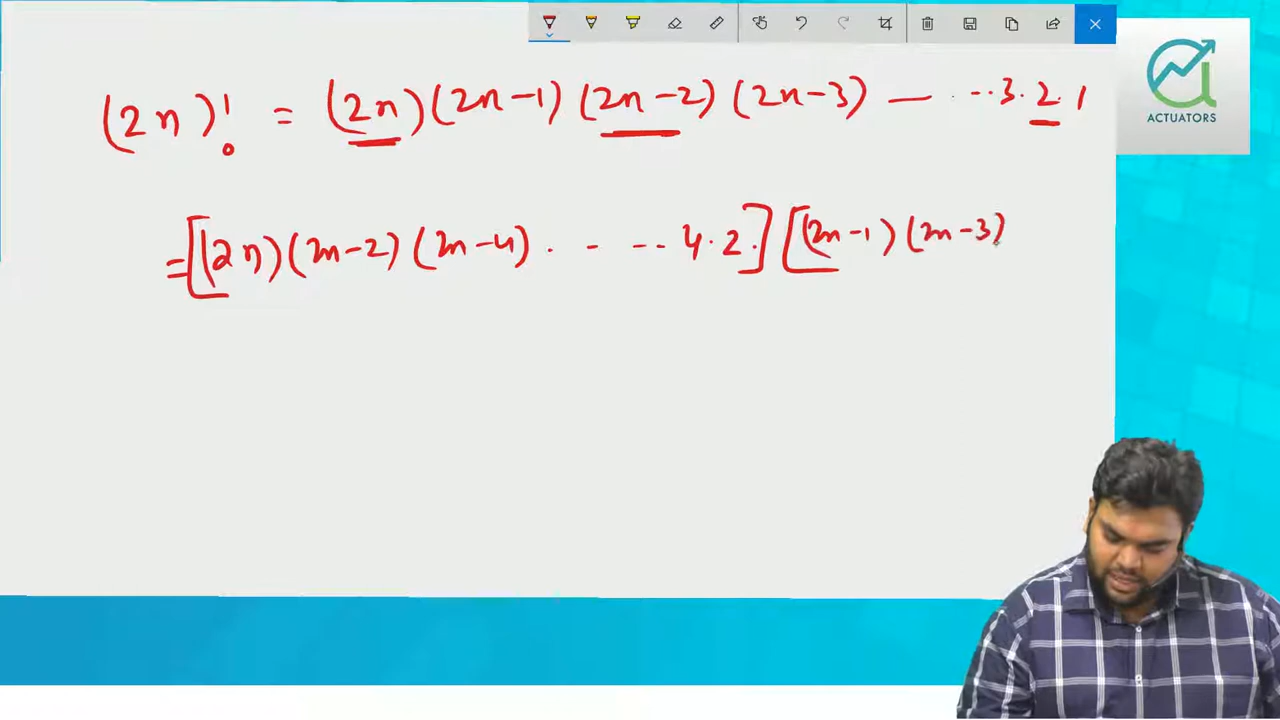 ACTUATORS
(2n)! = (2n)(2n-1)(2n-2)(2n-3) — ...3.2.1
=[(2n)(2n-2)(2n-4). - -- 4.2.][(2n-1)(2n-3)